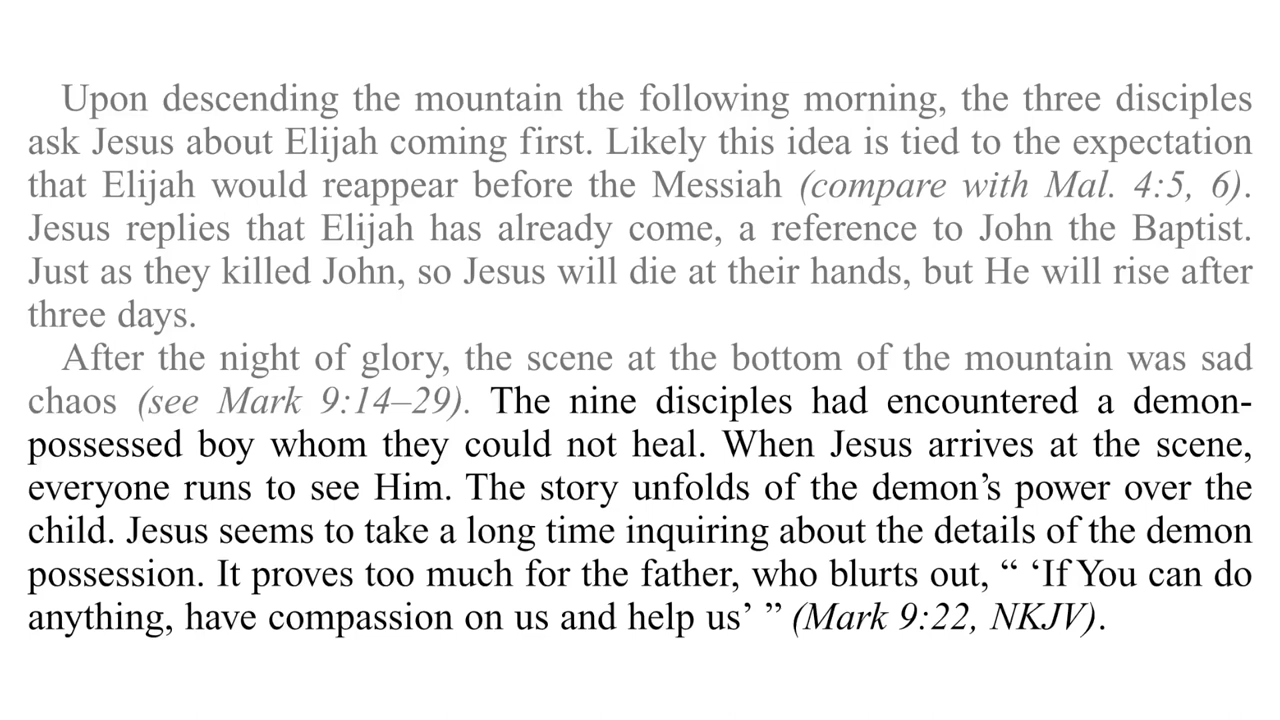 Upon descending the mountain the following morning, the three disciples
ask Jesus about Elijah coming first. Likely this idea is tied to the expectation
that Elijah would reappear before the Messiah (compare with Mal. 4:5, 6).
Jesus replies that Elijah has already come, a reference to John the Baptist.
Just as they killed John, so Jesus will die at their hands, but He will rise after
three days.
After the night of glory, the scene at the bottom of the mountain was sad
chaos (see Mark 9:14–29). The nine disciples had encountered a demon-
possessed boy whom they could not heal. When Jesus arrives at the scene,
everyone runs to see Him. The story unfolds of the demon’s power over the
child. Jesus seems to take a long time inquiring about the details of the demon
possession. It proves too much for the father, who blurts out, “ ‘If You can do
anything, have compassion on us and help us’ ” (Mark 9:22, NKJV).